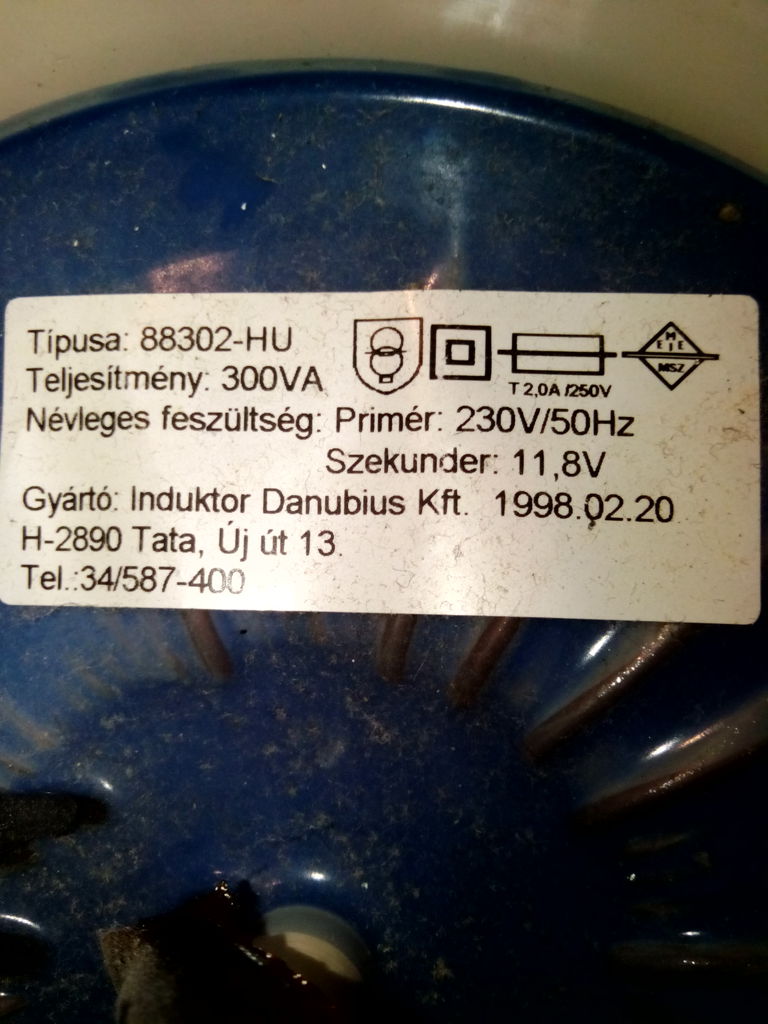 Típusa: 88302-HU
T 2,0A /250V
M
E E I
MSZ
Teljesítmény: 300VA
Névleges feszültség: Primér: 230V/50Hz
Szekunder: 11,8V
Gyártó: Induktor Danubius Kft. 1998.02.20
H-2890 Tata, Új út 13.
Tel.:34/587-400